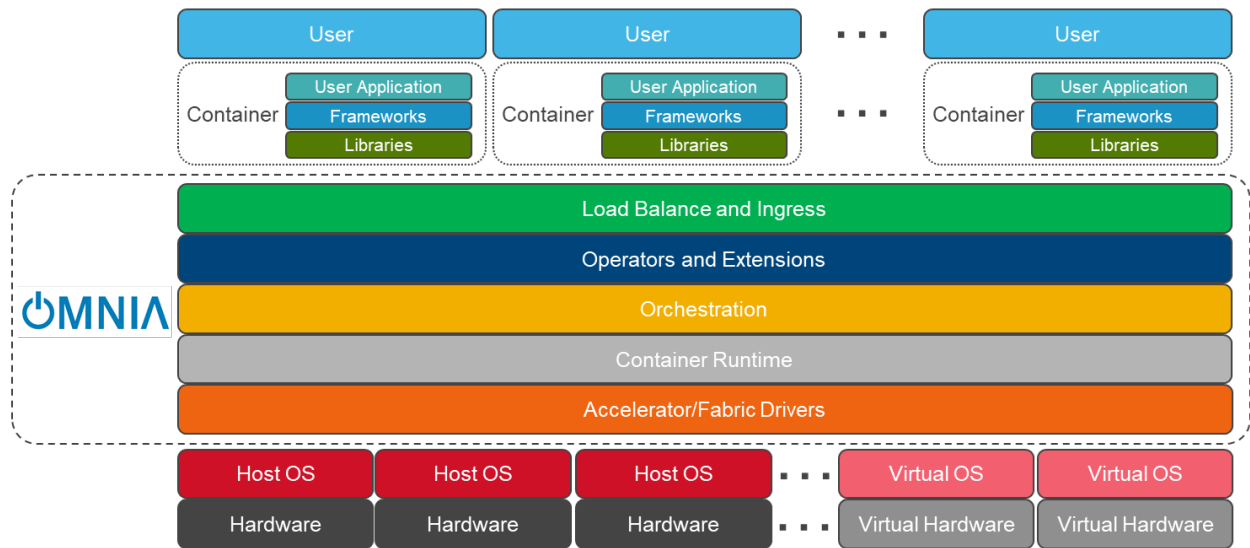 User User User
User Application User Application User Application
Container Frameworks Container Frameworks Container Frameworks
Libraries Libraries Libraries
Load Balance and Ingress
Operators and Extensions
OMNIA Orchestration
Container Runtime
Accelerator/Fabric Drivers
Host OS Host OS Host OS Virtual OS Virtual OS
Hardware Hardware Hardware Virtual Hardware Virtual Hardware